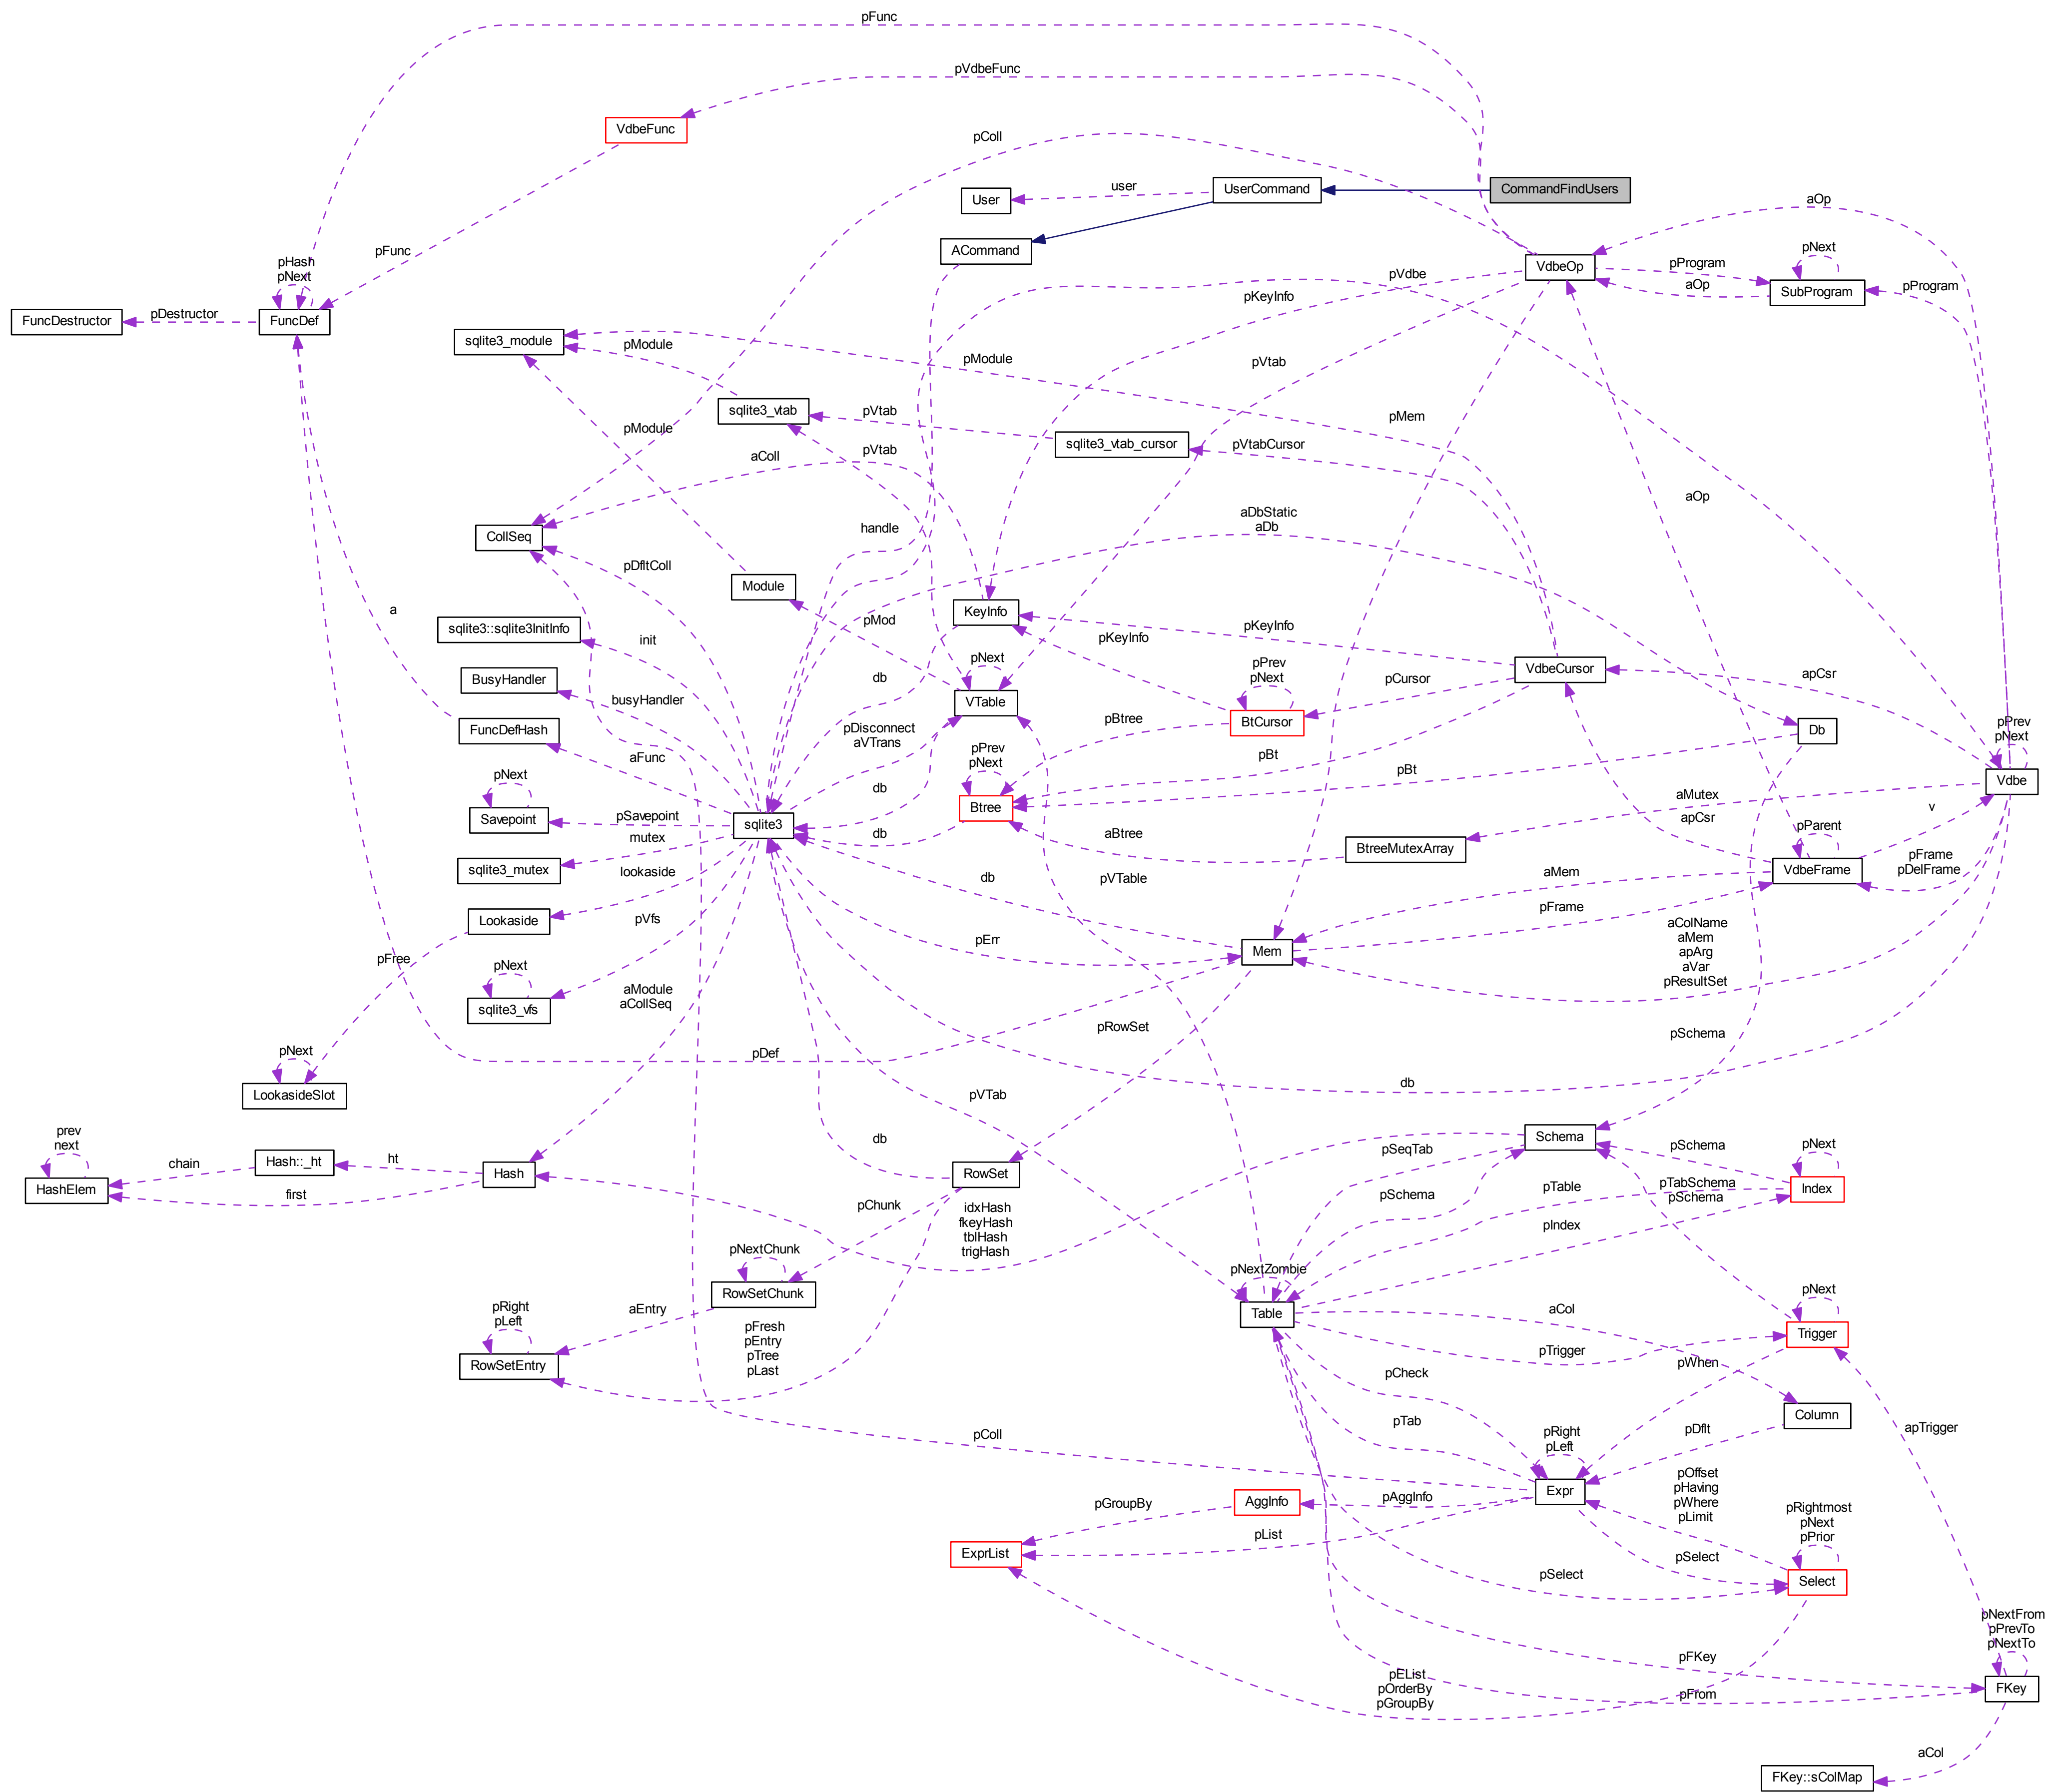 pFunc
pVdbeFunc
VdbeFunc
pColl
user
User
UserCommand
CommandFindUsers
aOp
pFunc
ACommand
pNext
pHash
pNext
pVdbe
VdbeOp
pProgram
SubProgram
aOp
pProgram
pKeyInfo
FuncDestructor
pDestructor
FuncDef
sqlite3_module
pModule
pModule
pVtab
sqlite3_vtab
pVtab
pMem
pModule
sqlite3_vtab_cursor
pVtabCursor
aColl
pVtab
aOp
CollSeq
handle
aDbStatic
aDb
pDfltColl
Module
a
KeyInfo
sqlite3::sqlite3InitInfo
init
pMod
pKeyInfo
pKeyInfo
pNext
VdbeCursor
pPrev
pNext
pCursor
apCsr
BusyHandler
busyHandler
db
VTable
BtCursor
Db
pPrev
pNext
FuncDefHash
aFunc
pDisconnect
aVTrans
pBtree
pPrev
pNext
pBt
pBt
Vdbe
pNext
db
Btree
aMutex
apCsr
v
Savepoint
pSavepoint
sqlite3
db
aBtree
BtreeMutexArray
pParent
mutex
sqlite3_mutex
VdbeFrame
pFrame
pDelFrame
lookaside
db
pVTable
aMem
Lookaside
pVfs
pErr
pFrame
aColName
aMem
apArg
aVar
pResultSet
pFree
pNext
Mem
sqlite3_vfs
aModule
aCollSeq
pRowSet
pSchema
pDef
pNext
LookasideSlot
pVTab
db
prev
next
Hash::_ht
ht
chain
HashElem
first
Hash
db
RowSet
Schema
pSeqTab
pSchema
pNext
pSchema
pTable
pTabSchema
pSchema
Index
pIndex
pChunk
idxHash
fkeyHash
tblHash
trigHash
pNextChunk
RowSetChunk
pNextZombie
Table
aCol
pNext
pRight
pLeft
aEntry
pFresh
pEntry
pTree
pLast
Trigger
RowSetEntry
pTrigger
pCheck
pWhen
pTab
Column
pDflt
apTrigger
pColl
pRight
pLeft
Expr
pOffset
pHaving
pWhere
pLimit
pGroupBy
AggInfo
pAggInfo
pRightmost
pNext
pPrior
ExprList
pList
pSelect
pSelect
Select
pNextFrom
pPrevTo
pNextTo
pFKey
pEList
pOrderBy
pGroupBy
pFrom
FKey
aCol
FKey::sColMap